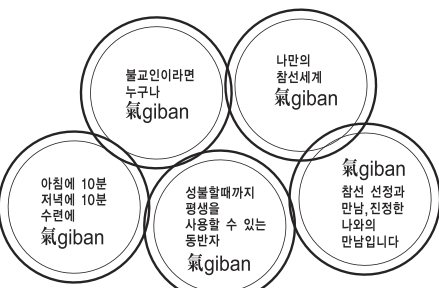 불교인이라면
누구나
氣giban
나만의
참선세계
氣giban
아침에 10분
저녁에 10분
수련에
氣giban
성불할때까지
평생을
사용할 수 있는
동반자
氣giban
氣giban
참선 선정과
만남,진정한
나와의
만남입니다